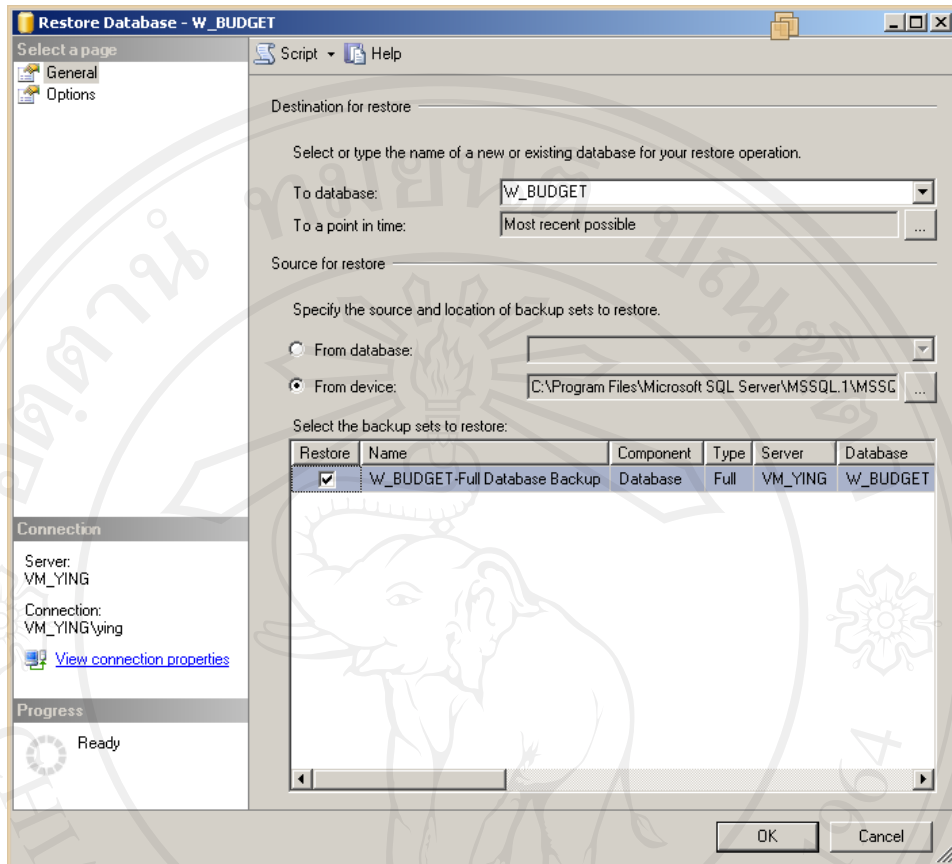 Restore Database - W_BUDGET
Select a page
General
Options
Script
Help
Destination for restore
Select or type the name of a new or existing database for your restore operation.
To database: W_BUDGET
To a point in time: Most recent possible ...
Source for restore
Specify the source and location of backup sets to restore.
From database:
From device: C:\Program Files\Microsoft SQL Server\MSSQL.1\MSSQ ...
Select the backup sets to restore:
Restore Name Component Type Server Database
W_BUDGET-Full Database Backup Database Full VM_YING W_BUDGET
Connection
Server:
VM_YING
Connection:
VM_YING\ying
View connection properties
Progress
Ready
OK Cancel
1964